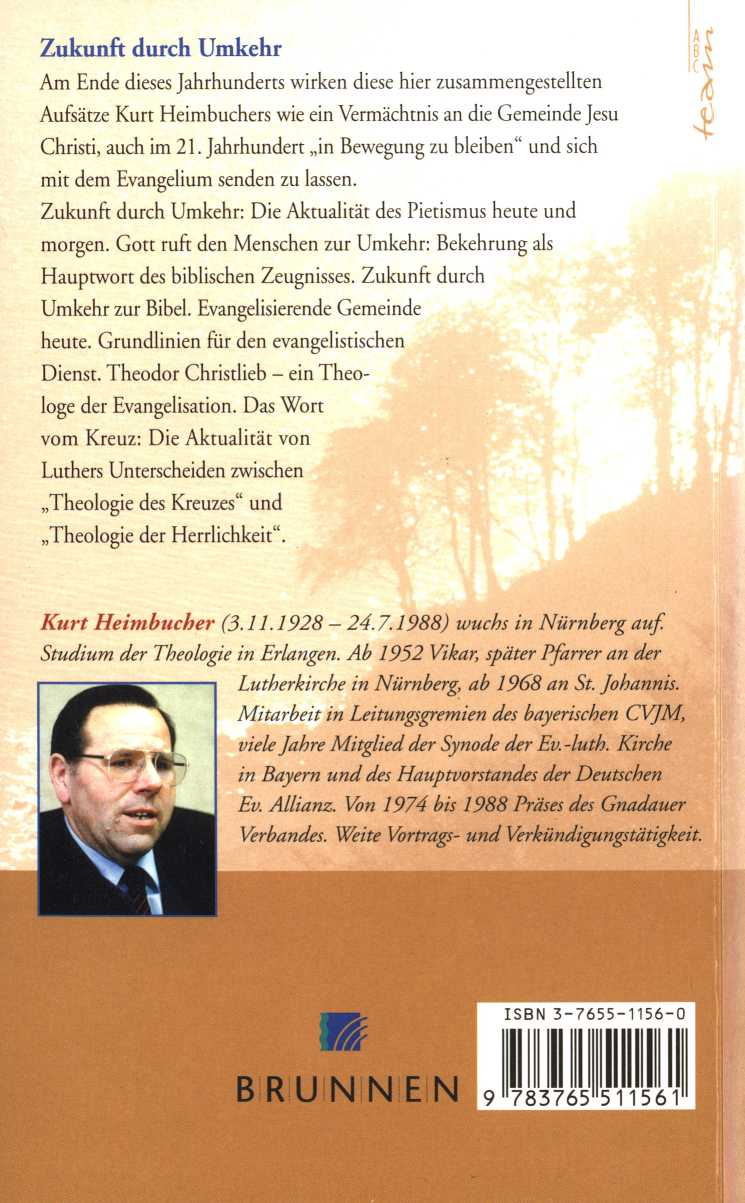 Zukunft durch Umkehr
Am Ende dieses Jahrhunderts wirken diese hier zusammengestellten
Aufsätze Kurt Heimbuchers wie ein Vermächtnis an die Gemeinde Jesu
Christi, auch im 21. Jahrhundert „in Bewegung zu bleiben“ und sich
mit dem Evangelium senden zu lassen.
Zukunft durch Umkehr: Die Aktualität des Pietismus heute und
morgen. Gott ruft den Menschen zur Umkehr: Bekehrung als
Hauptwort des biblischen Zeugnisses. Zukunft durch
Umkehr zur Bibel. Evangelisierende Gemeinde
heute. Grundlinien für den evangelistischen
Dienst. Theodor Christlieb – ein Theo-
loge der Evangelisation. Das Wort
vom Kreuz: Die Aktualität von
Luthers Unterscheiden zwischen
„Theologie des Kreuzes“ und
„Theologie der Herrlichkeit“.
ABC
team
Kurt Heimbucher (3.11.1928 – 24.7.1988) wuchs in Nürnberg auf.
Studium der Theologie in Erlangen. Ab 1952 Vikar, später Pfarrer an der
Lutherkirche in Nürnberg, ab 1968 an St. Johannis.
Mitarbeit in Leitungsgremien des bayerischen CVJM,
viele Jahre Mitglied der Synode der Ev.-luth. Kirche
in Bayern und des Hauptvorstandes der Deutschen
Ev. Allianz. Von 1974 bis 1988 Präses des Gnadauer
Verbandes. Weite Vortrags- und Verkündigungstätigkeit.
BRUNNEN
ISBN 3-7655-1156-0
9 783765 511561